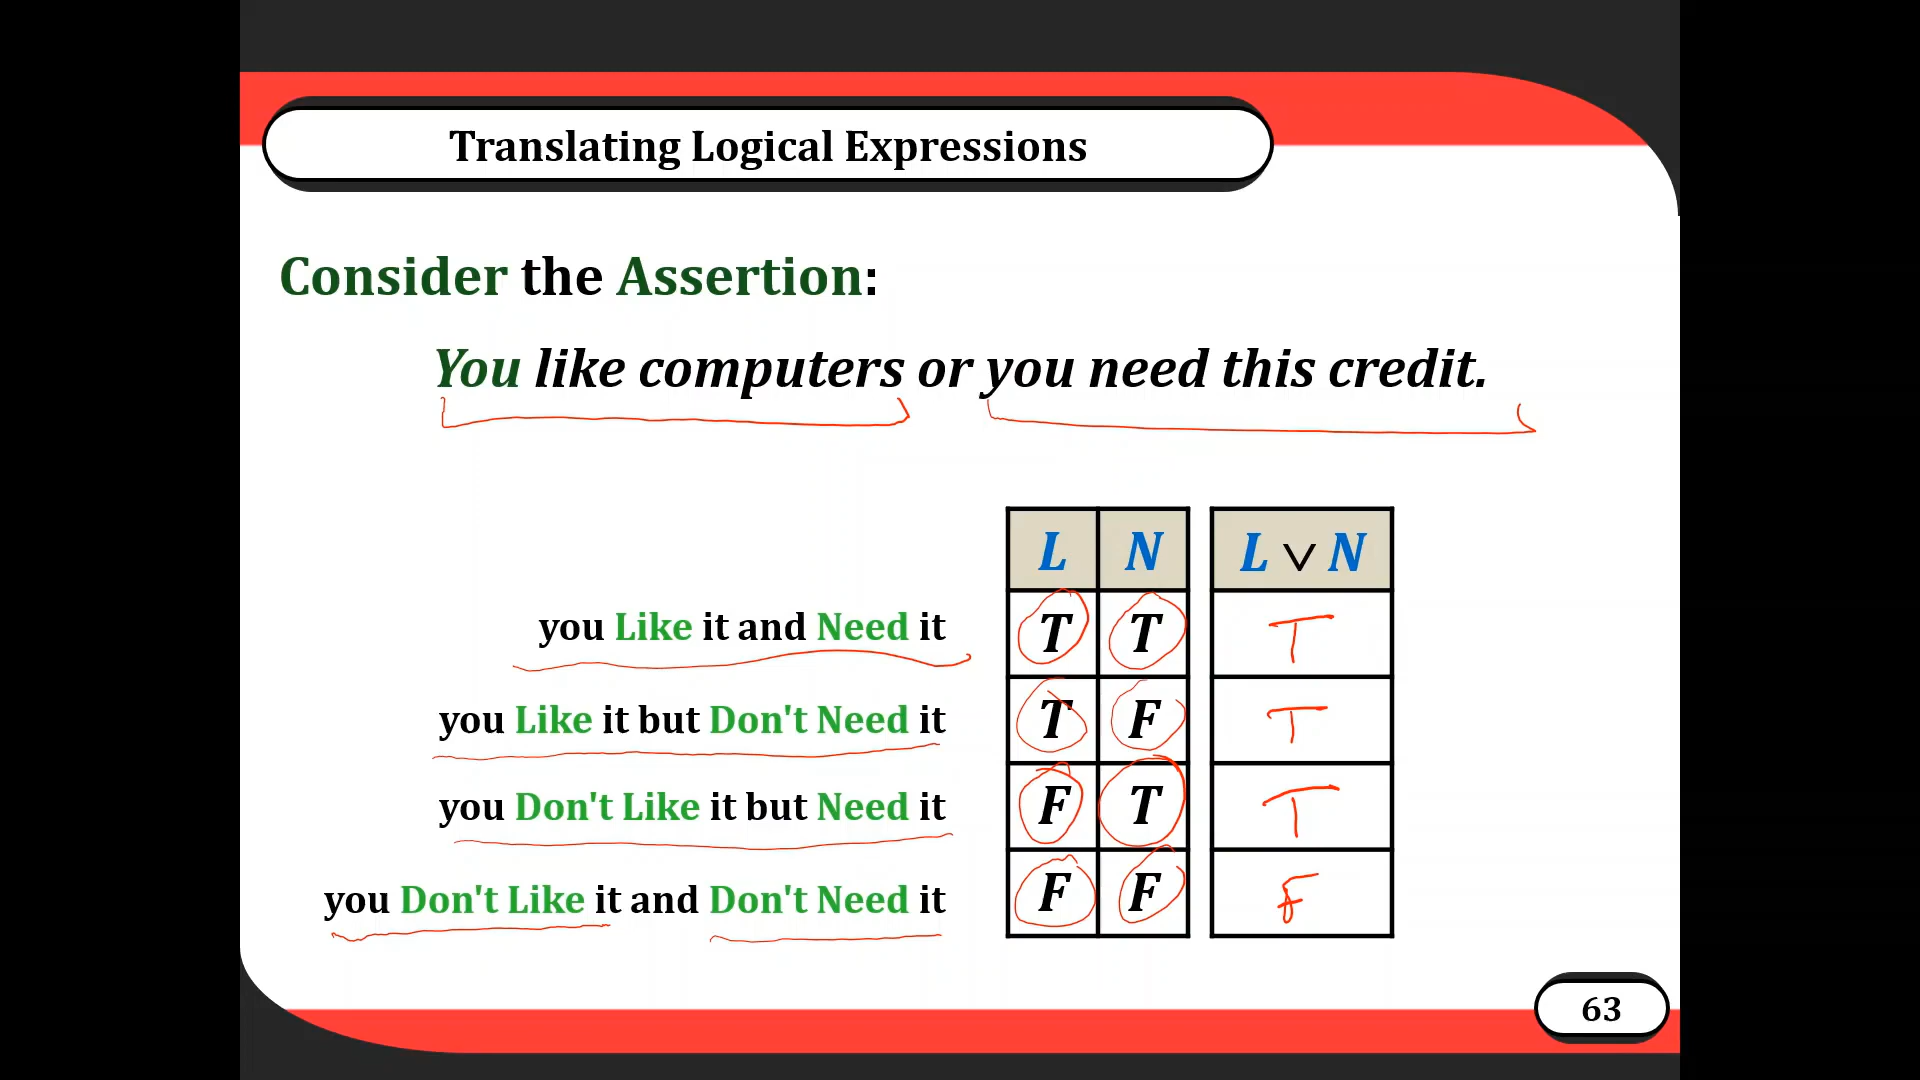 Translating Logical Expressions
Consider the Assertion:
You like computers or you need this credit.
L N L ∨ N
you Like it and Need it T T T
you Like it but Don't Need it T F T
you Don't Like it but Need it F T T
you Don't Like it and Don't Need it F F F
63